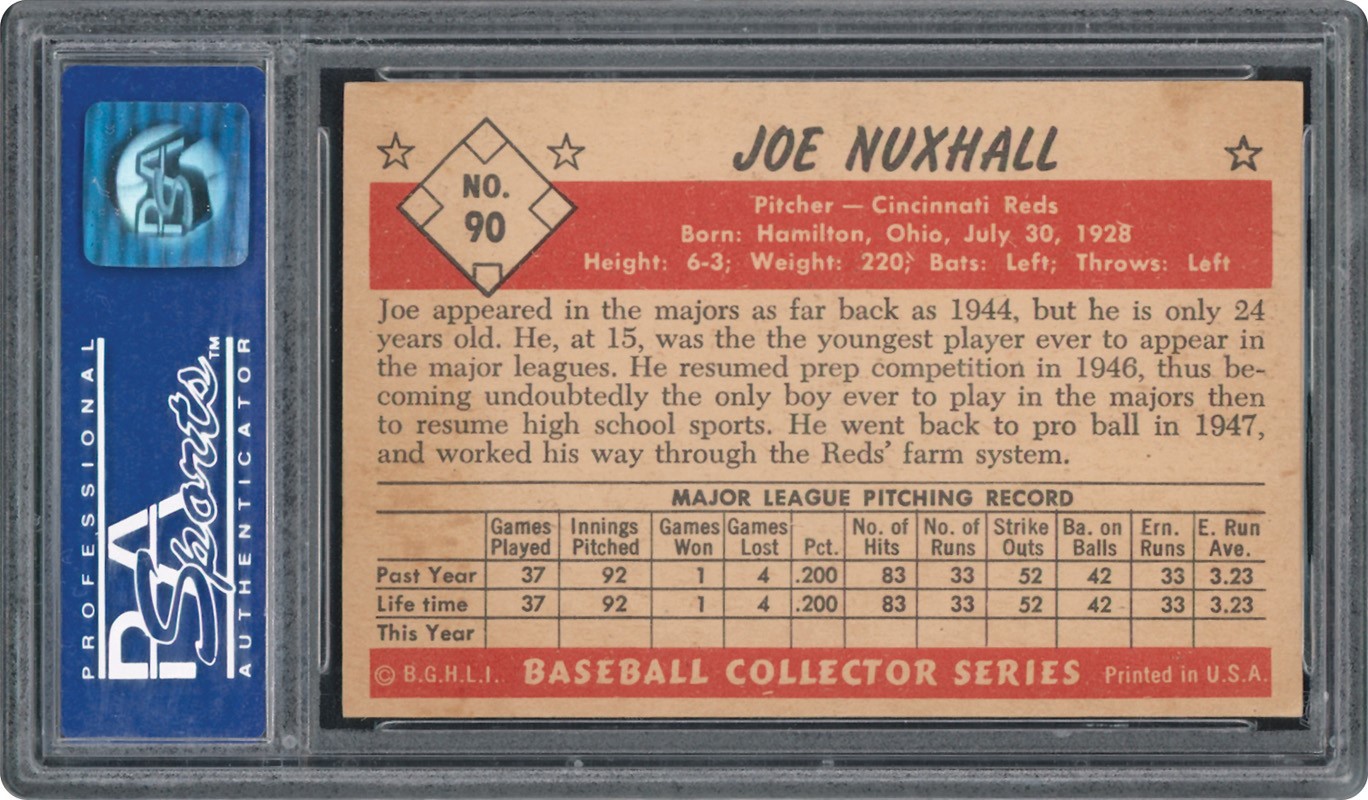 PSA
PROFESSIONAL
PSA
Sports™
AUTHENTICATOR
NO.
90
JOE NUXHALL
Pitcher — Cincinnati Reds
Born: Hamilton, Ohio, July 30, 1928
Height: 6-3; Weight: 220; Bats: Left; Throws: Left
Joe appeared in the majors as far back as 1944, but he is only 24
years old. He, at 15, was the the youngest player ever to appear in
the major leagues. He resumed prep competition in 1946, thus be-
coming undoubtedly the only boy ever to play in the majors then
to resume high school sports. He went back to pro ball in 1947,
and worked his way through the Reds' farm system.
MAJOR LEAGUE PITCHING RECORD
Games Played Innings Pitched Games Won Games Lost Pct. No. of Hits No. of Runs Strike Outs Ba. on Balls Ern. Runs E. Run Ave.
Past Year 37 92 1 4 .200 83 33 52 42 33 3.23
Life time 37 92 1 4 .200 83 33 52 42 33 3.23
This Year
© B.G.H.L.I.. BASEBALL COLLECTOR SERIES Printed in U.S.A.